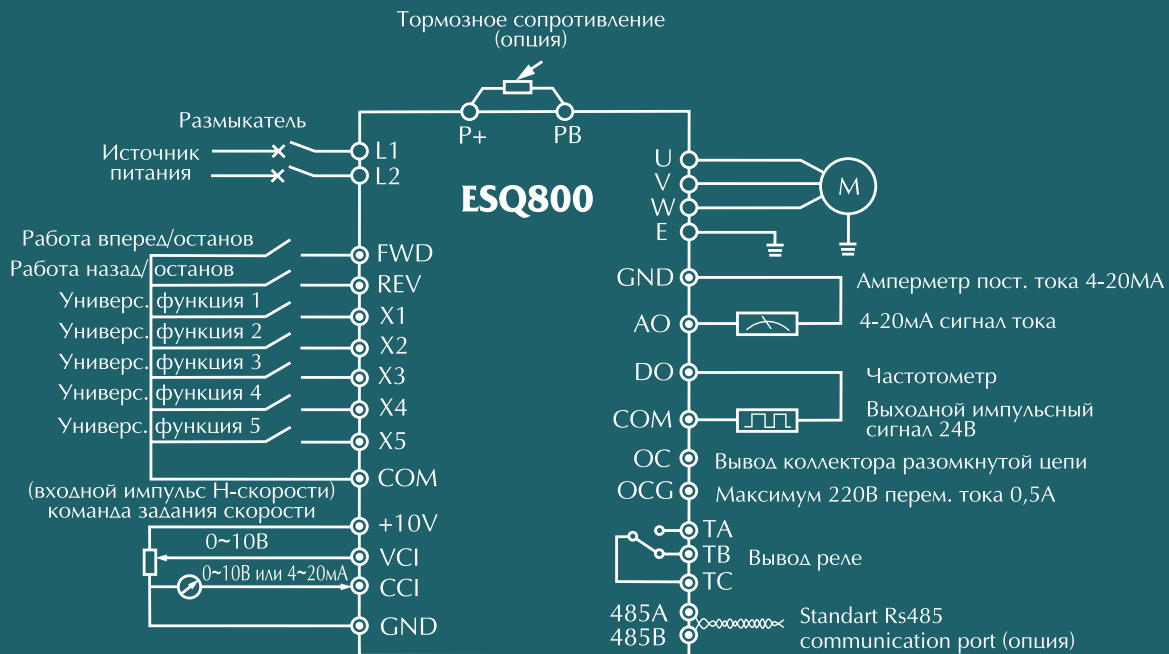 Тормозное сопротивление
(опция)
P+
PB
Размыкатель
Источник
питания
L1
L2
ESQ800
U
V
W
E
M
Работа вперед/останов
FWD
Работа назад/останов
REV
Универс. функция 1
X1
Универс. функция 2
X2
Универс. функция 3
X3
Универс. функция 4
X4
Универс. функция 5
X5
COM
(входной импульс Н-скорости)
команда задания скорости
+10V
0~10В
VCI
0~10В или 4~20мА
CCI
GND
GND
Амперметр пост. тока 4-20МА
AO
4-20мА сигнал тока
DO
Частотометр
COM
Выходной импульсный
сигнал 24В
OC
Вывод коллектора разомкнутой цепи
OCG
Максимум 220В перем. тока 0,5А
TA
TB
Вывод реле
TC
485A
485B
Standart Rs485
communication port (опция)